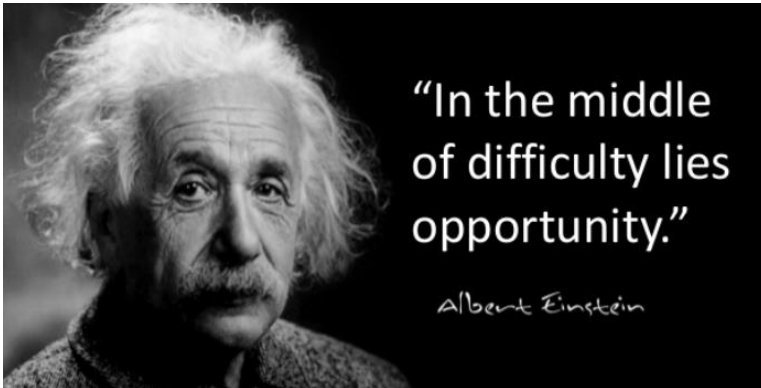 “In the middle
of difficulty lies
opportunity.”
Albert Einstein